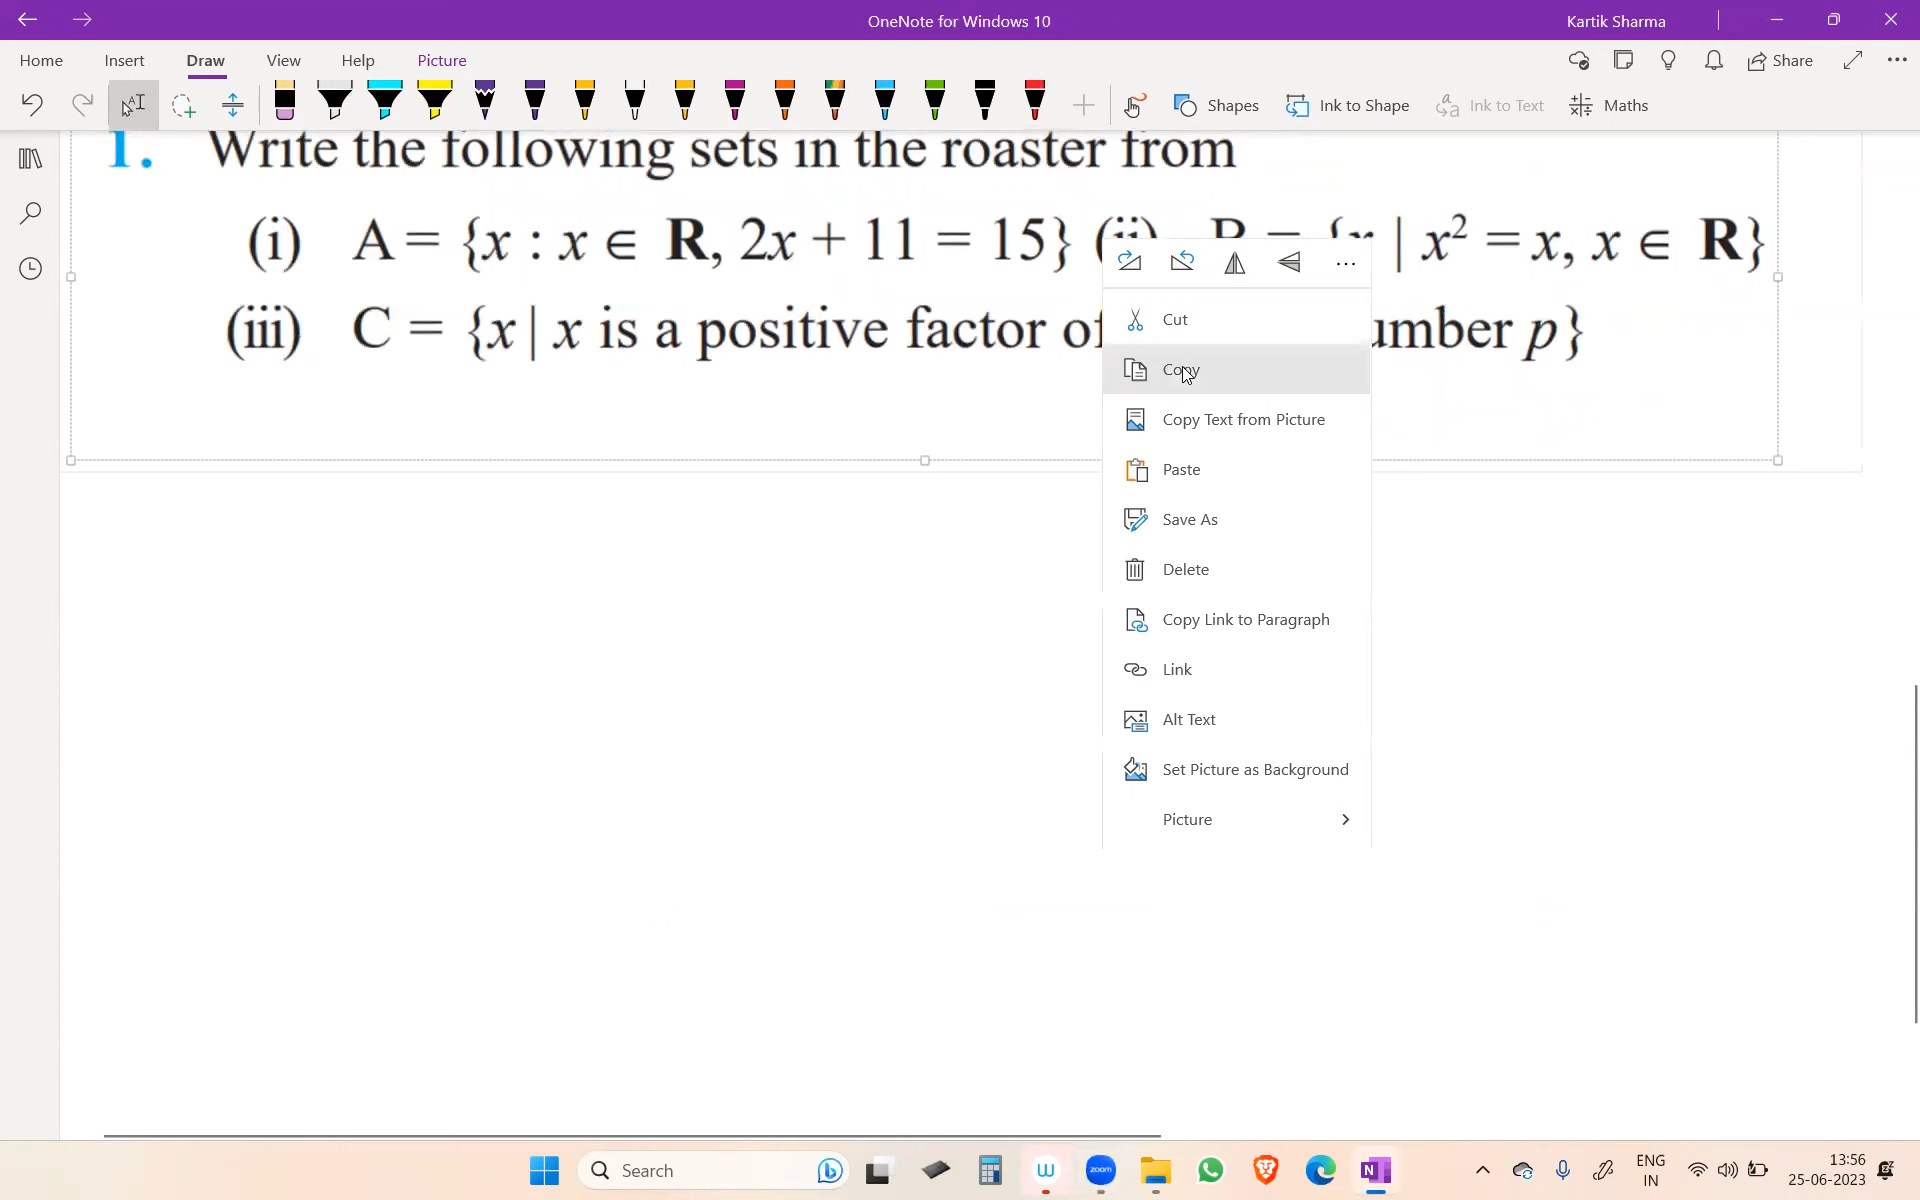 OneNote for Windows 10
Kartik Sharma
Home Insert Draw View Help Picture
Share
Shapes Ink to Shape Ink to Text Maths
1. Write the following sets in the roaster from
(i) A = {x : x ∈ R, 2x + 11 = 15} (ii) B = {x | x² = x, x ∈ R}
(iii) C = {x | x is a positive factor of umber p}
Cut
Copy
Copy Text from Picture
Paste
Save As
Delete
Copy Link to Paragraph
Link
Alt Text
Set Picture as Background
Picture
Search
zoom
ENG
IN
13:56
25-06-2023